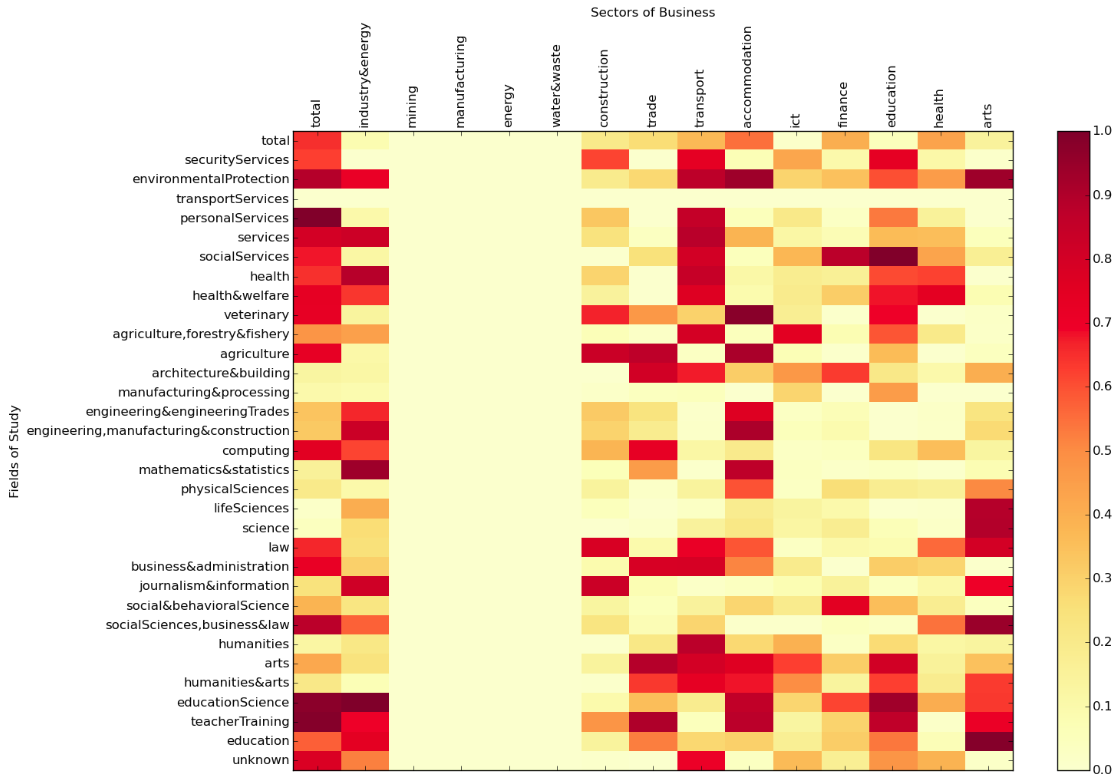 Sectors of Business
total
industry&energy
mining
manufacturing
energy
water&waste
construction
trade
transport
accommodation
ict
finance
education
health
arts
Fields of Study
total
securityServices
environmentalProtection
transportServices
personalServices
services
socialServices
health
health&welfare
veterinary
agriculture,forestry&fishery
agriculture
architecture&building
manufacturing&processing
engineering&engineeringTrades
engineering,manufacturing&construction
computing
mathematics&statistics
physicalSciences
lifeSciences
science
law
business&administration
journalism&information
social&behavioralScience
socialSciences,business&law
humanities
arts
humanities&arts
educationScience
teacherTraining
education
unknown
1.0
0.9
0.8
0.7
0.6
0.5
0.4
0.3
0.2
0.1
0.0